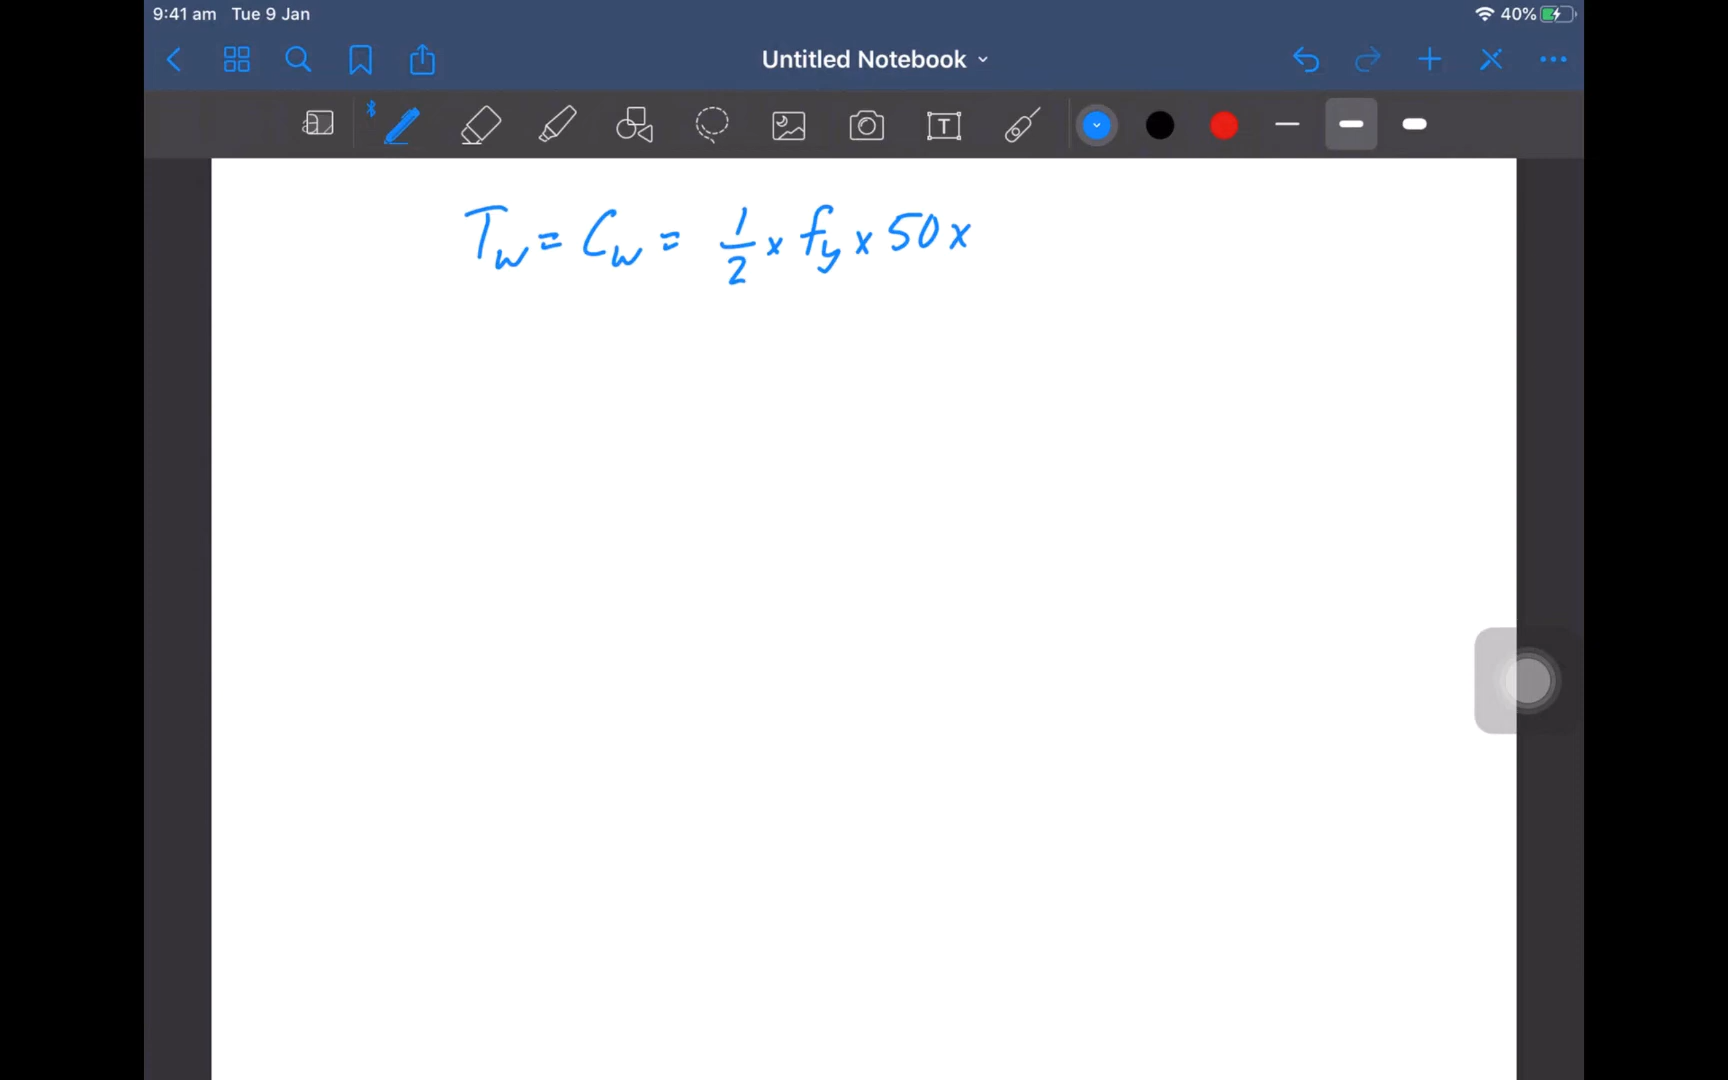 9:41 am Tue 9 Jan 40%
Untitled Notebook
a T
T_w = C_w = 1/2 × f_y × 50 ×